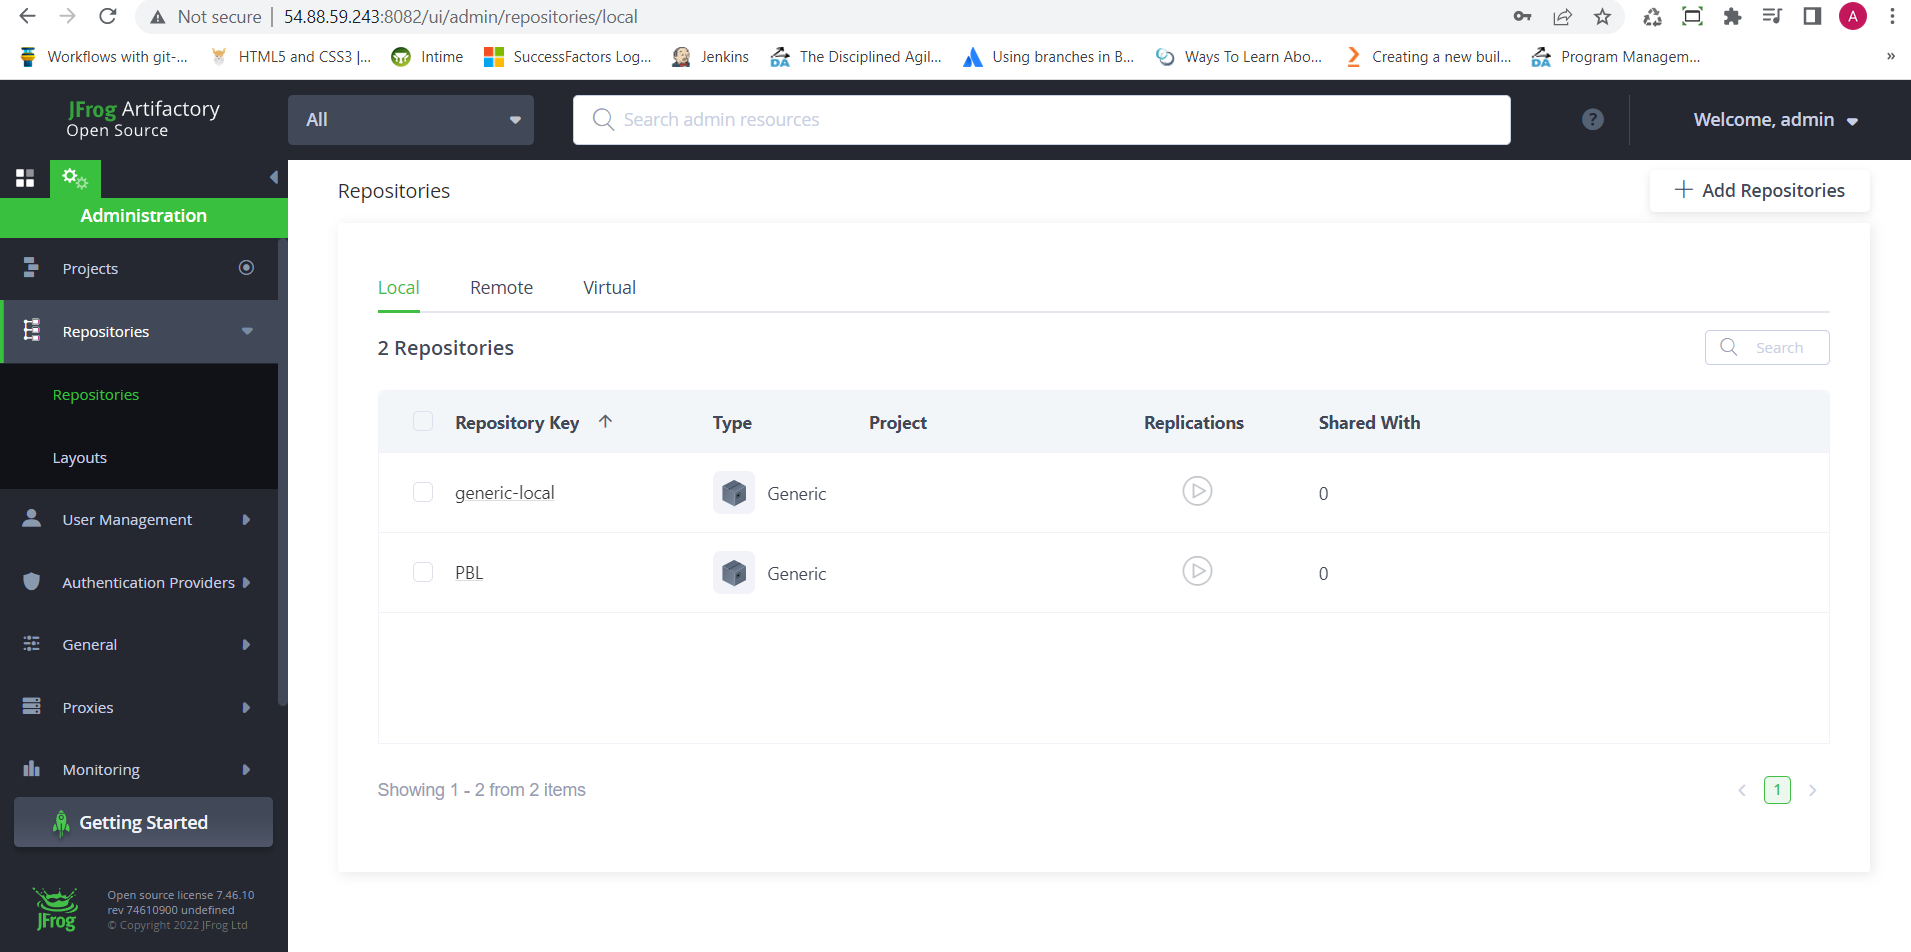 Not secure | 54.88.59.243:8082/ui/admin/repositories/local
A
Workflows with git-... HTML5 and CSS3 |... Intime SuccessFactors Log... Jenkins The Disciplined Agil... Using branches in B... Ways To Learn Abo... Creating a new buil... Program Managem... »
JFrog Artifactory
Open Source
All
Search admin resources
?
Welcome, admin
Administration
Projects
Repositories
Repositories
Layouts
User Management
Authentication Providers
General
Proxies
Monitoring
Getting Started
JFrog
Open source license 7.46.10
rev 74610900 undefined
© Copyright 2022 JFrog Ltd
Repositories
+ Add Repositories
Local Remote Virtual
2 Repositories
Search
Repository Key ↑ Type Project Replications Shared With
generic-local Generic 0
PBL Generic 0
Showing 1 - 2 from 2 items
< 1 >